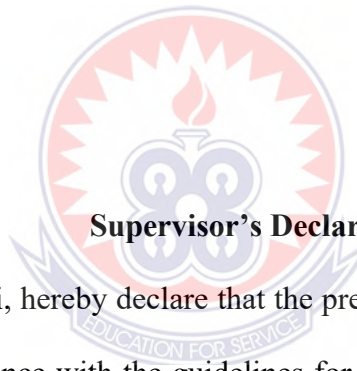 Supervisor’s Declar
i, hereby declare that the pre
EDUCATION FOR SERVICE
ance with the guidelines for